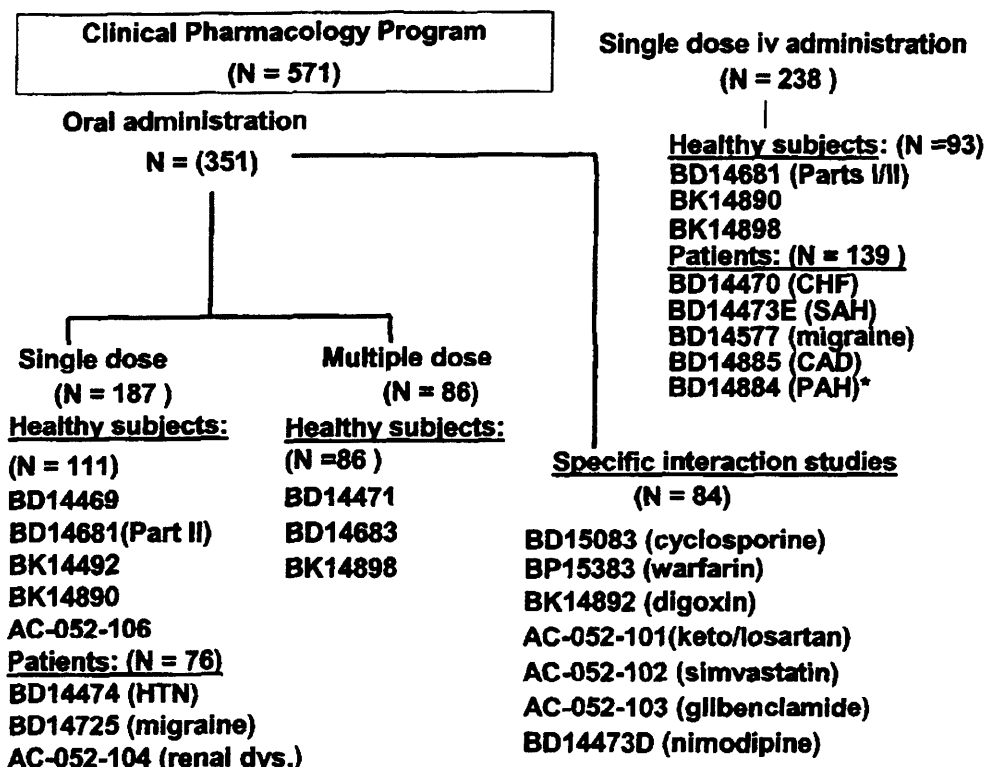 Clinical Pharmacology Program
(N = 571)
Oral administration
N = (351)
Single dose
(N = 187 )
Healthy subjects:
(N = 111)
BD14469
BD14681(Part II)
BK14492
BK14890
AC-052-106
Patients: (N = 76)
BD14474 (HTN)
BD14725 (migraine)
AC-052-104 (renal dys.)
Multiple dose
(N = 86)
Healthy subjects:
(N =86 )
BD14471
BD14683
BK14898
Specific interaction studies
(N = 84)
BD15083 (cyclosporine)
BP15383 (warfarin)
BK14892 (digoxin)
AC-052-101(keto/losartan)
AC-052-102 (simvastatin)
AC-052-103 (glibenclamide)
BD14473D (nimodipine)
Single dose iv administration
(N = 238 )
Healthy subjects: (N =93)
BD14681 (Parts I/II)
BK14890
BK14898
Patients: (N = 139 )
BD14470 (CHF)
BD14473E (SAH)
BD14577 (migraine)
BD14885 (CAD)
BD14884 (PAH)*